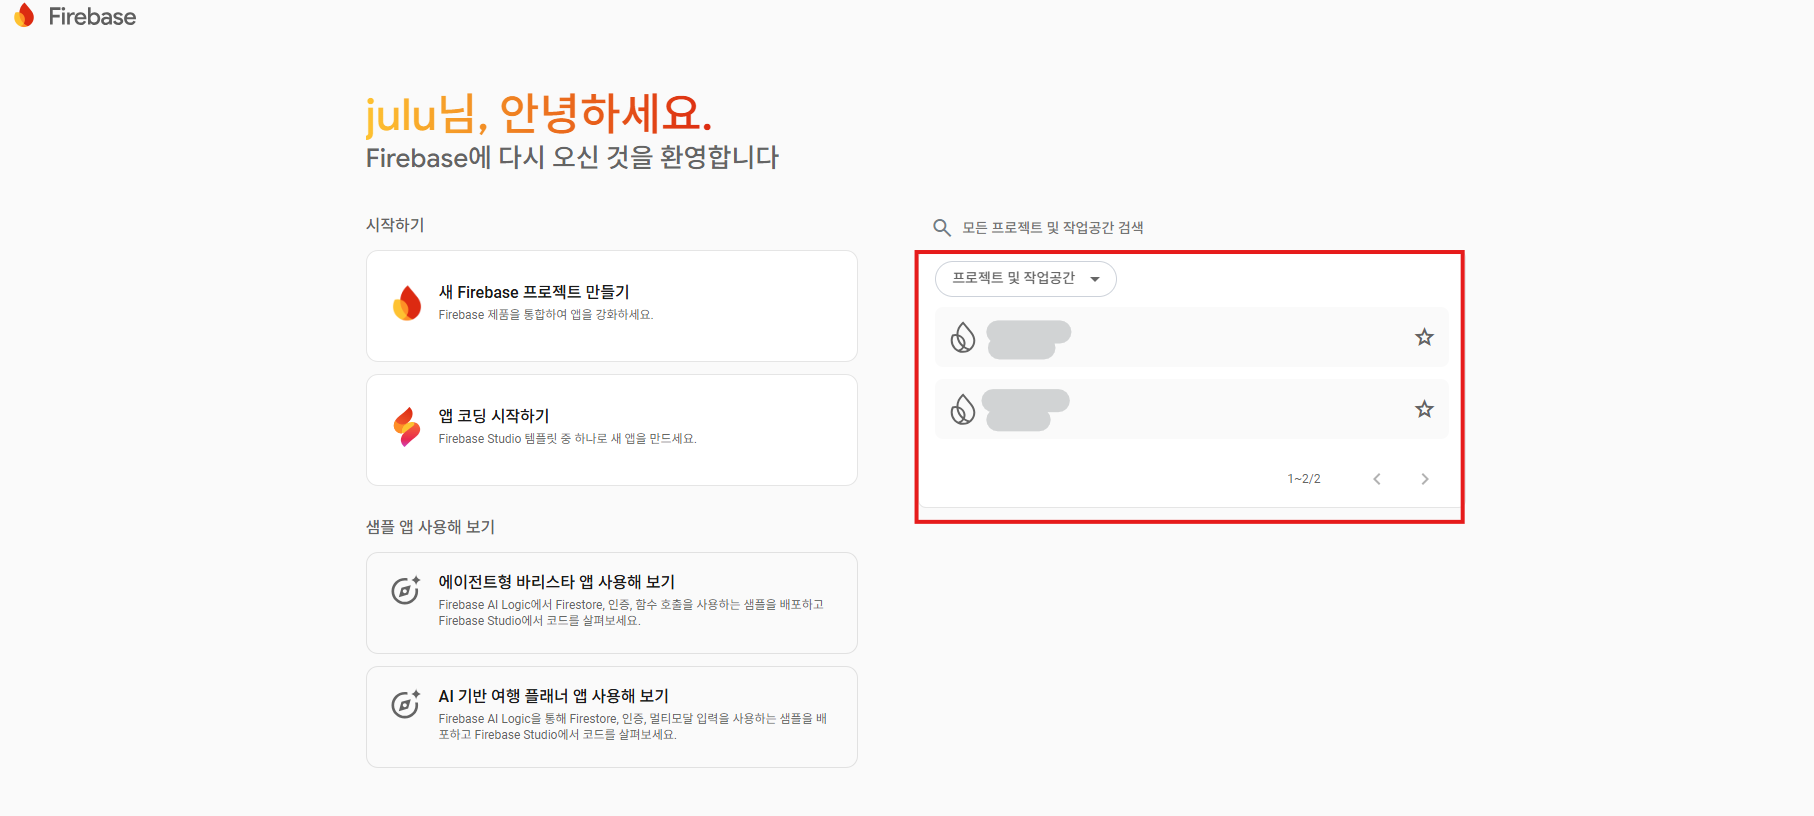 Firebase
julu님, 안녕하세요.
Firebase에 다시 오신 것을 환영합니다
시작하기
새 Firebase 프로젝트 만들기
Firebase 제품을 통합하여 앱을 강화하세요.
앱 코딩 시작하기
Firebase Studio 템플릿 중 하나로 새 앱을 만드세요.
샘플 앱 사용해 보기
에이전트형 바리스타 앱 사용해 보기
Firebase AI Logic에서 Firestore, 인증, 함수 호출을 사용하는 샘플을 배포하고
Firebase Studio에서 코드를 살펴보세요.
AI 기반 여행 플래너 앱 사용해 보기
Firebase AI Logic을 통해 Firestore, 인증, 멀티모달 입력을 사용하는 샘플을 배
포하고 Firebase Studio에서 코드를 살펴보세요.
모든 프로젝트 및 작업공간 검색
프로젝트 및 작업공간
1~2/2